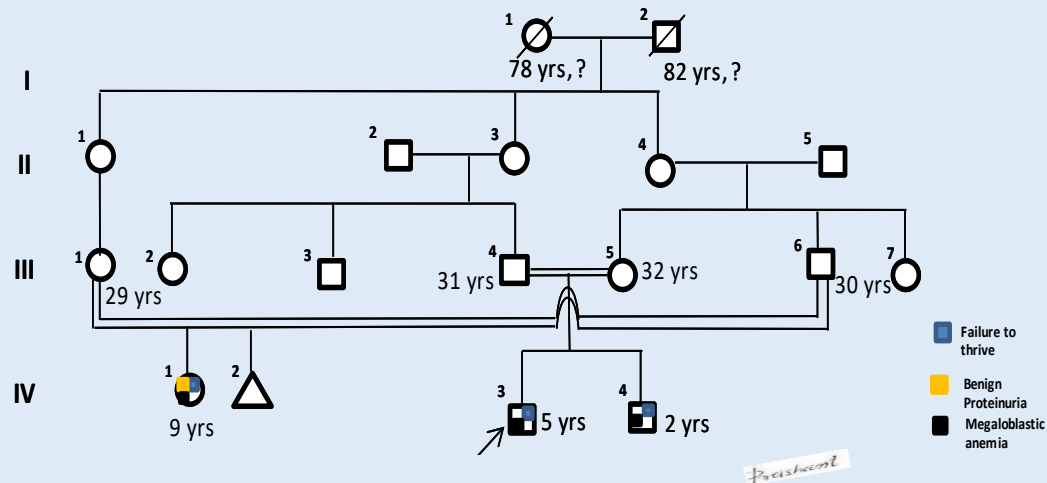 1
2
78 yrs, ?
82 yrs, ?
I
1
2
3
4
5
II
1
2
3
4
5
6
7
III
29 yrs
31 yrs
32 yrs
30 yrs
1
2
3
4
IV
9 yrs
5 yrs
2 yrs
Failure to
thrive
Benign
Proteinuria
Megaloblastic
anemia
Prashant